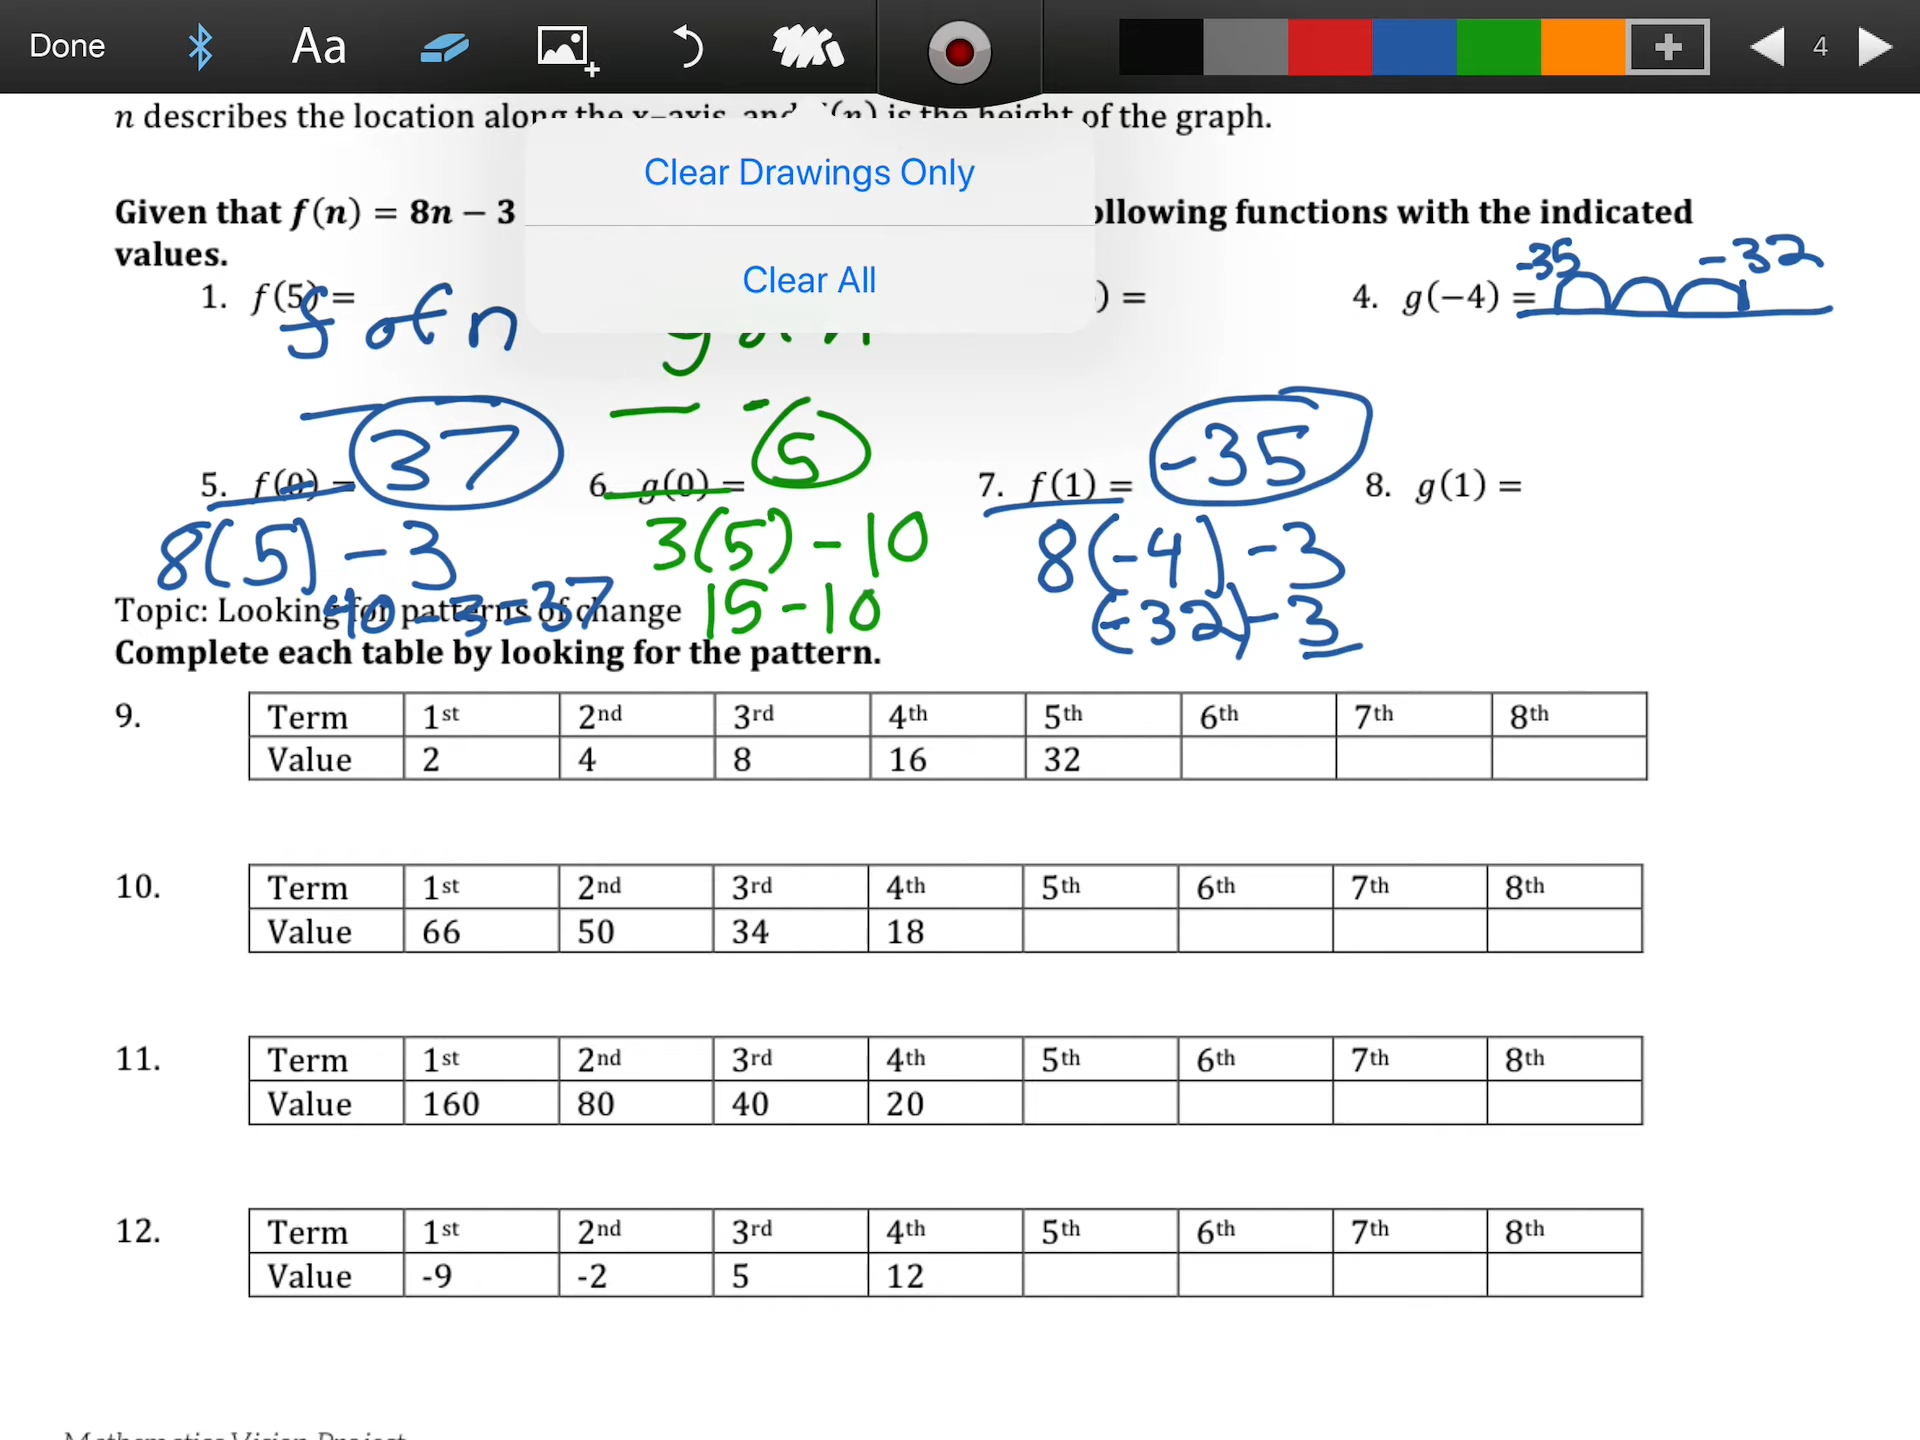 Done Aa 4
n describes the location along the x-axis, and f(n) is the height of the graph.
Clear Drawings Only
Given that f(n) = 8n − 3 ollowing functions with the indicated
values.
Clear All
-35 -32
1. f(5) = ) = 4. g(−4) =
f of n g of n
37 5 -35
5. f(0) = 6. g(0) = 7. f(1) = 8. g(1) =
8(5) - 3 3(5) - 10 8(-4) - 3
40 - 3 = 37 15 - 10 (-32) - 3
Topic: Looking for patterns of change
Complete each table by looking for the pattern.
9. Term 1st 2nd 3rd 4th 5th 6th 7th 8th
Value 2 4 8 16 32
10. Term 1st 2nd 3rd 4th 5th 6th 7th 8th
Value 66 50 34 18
11. Term 1st 2nd 3rd 4th 5th 6th 7th 8th
Value 160 80 40 20
12. Term 1st 2nd 3rd 4th 5th 6th 7th 8th
Value -9 -2 5 12
Mathematics Vision Project